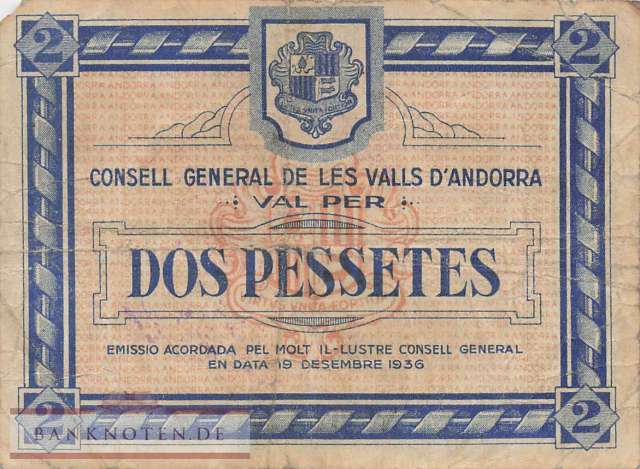 2 2
CONSELL GENERAL DE LES VALLS D'ANDORRA
VAL PER
DOS PESSETES
EMISSIO ACORDADA PEL MOLT IL-LUSTRE CONSELL GENERAL
EN DATA 19 DESEMBRE 1936
2 2
BANKNOTEN.DE